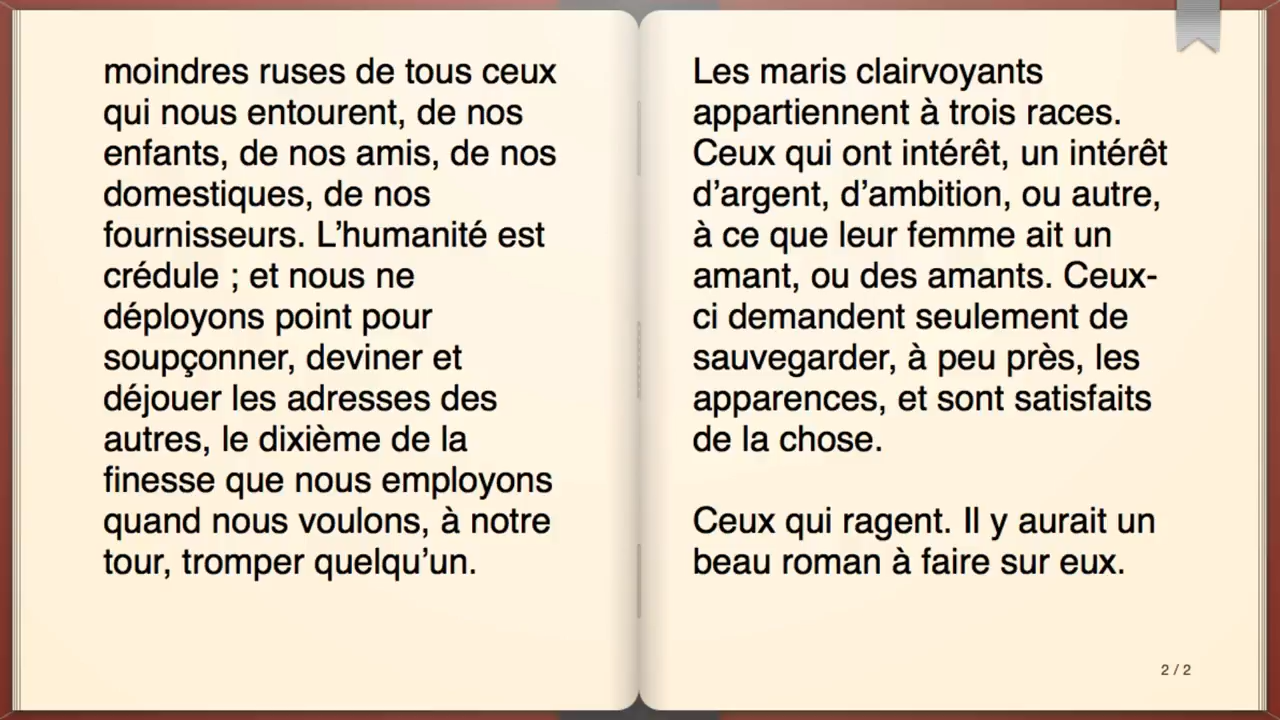 moindres ruses de tous ceux
qui nous entourent, de nos
enfants, de nos amis, de nos
domestiques, de nos
fournisseurs. L’humanité est
crédule ; et nous ne
déployons point pour
soupçonner, deviner et
déjouer les adresses des
autres, le dixième de la
finesse que nous employons
quand nous voulons, à notre
tour, tromper quelqu’un.
Les maris clairvoyants
appartiennent à trois races.
Ceux qui ont intérêt, un intérêt
d’argent, d’ambition, ou autre,
à ce que leur femme ait un
amant, ou des amants. Ceux-
ci demandent seulement de
sauvegarder, à peu près, les
apparences, et sont satisfaits
de la chose.
Ceux qui ragent. Il y aurait un
beau roman à faire sur eux.
2 / 2